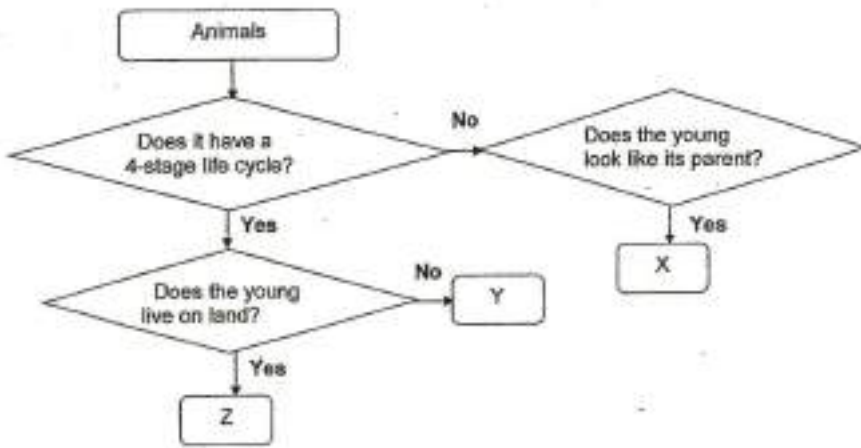 Animals
Does it have a
4-stage life cycle?
No
Does the young
look like its parent?
Yes
Yes
X
Does the young
live on land?
No
Y
Yes
Z